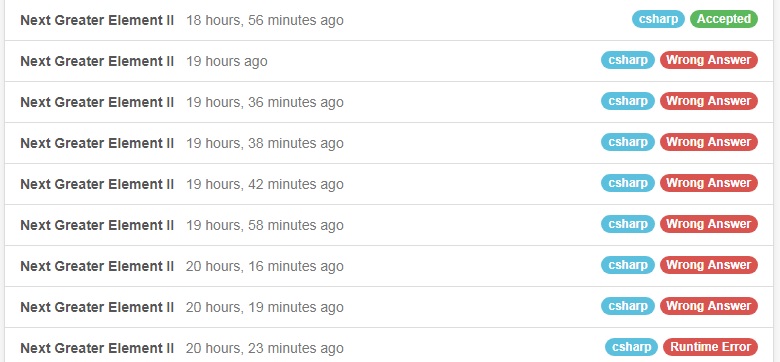 Next Greater Element II 18 hours, 56 minutes ago csharp Accepted
Next Greater Element II 19 hours ago csharp Wrong Answer
Next Greater Element II 19 hours, 36 minutes ago csharp Wrong Answer
Next Greater Element II 19 hours, 38 minutes ago csharp Wrong Answer
Next Greater Element II 19 hours, 42 minutes ago csharp Wrong Answer
Next Greater Element II 19 hours, 58 minutes ago csharp Wrong Answer
Next Greater Element II 20 hours, 16 minutes ago csharp Wrong Answer
Next Greater Element II 20 hours, 19 minutes ago csharp Wrong Answer
Next Greater Element II 20 hours, 23 minutes ago csharp Runtime Error